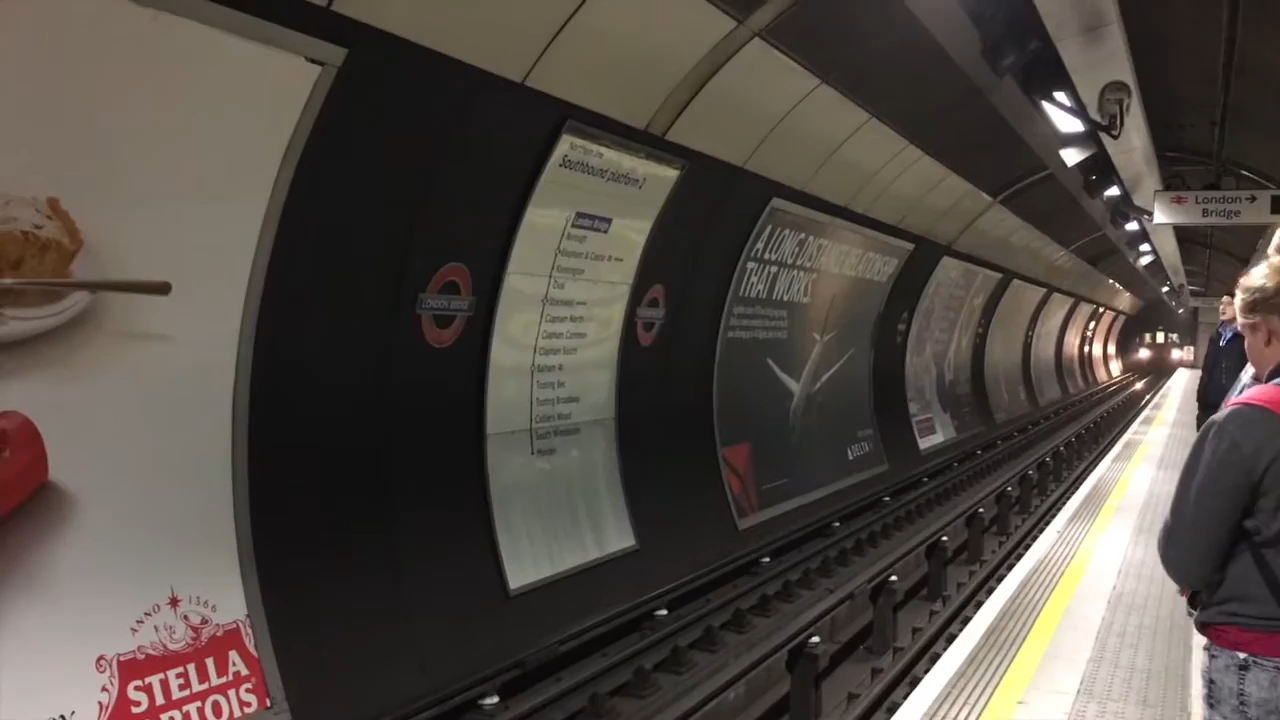 Northern line
Southbound platform 2
London Bridge
Borough
Elephant & Castle
Kennington
Oval
Stockwell
Clapham North
Clapham Common
Clapham South
Balham
Tooting Bec
Tooting Broadway
Colliers Wood
South Wimbledon
Morden
LONDON BRIDGE
A LONG DISTANCE RELATIONSHIP
THAT WORKS.
DELTA
London
Bridge
ANNO 1366
STELLA
ARTOIS